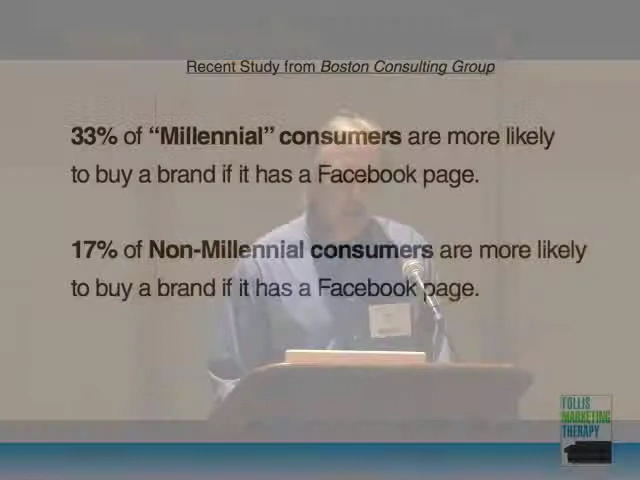 Recent Study from Boston Consulting Group
33% of “Millennial” consumers are more likely
to buy a brand if it has a Facebook page.
17% of Non-Millennial consumers are more likely
to buy a brand if it has a Facebook page.
FOLLIS
MARKETING
THERAPY